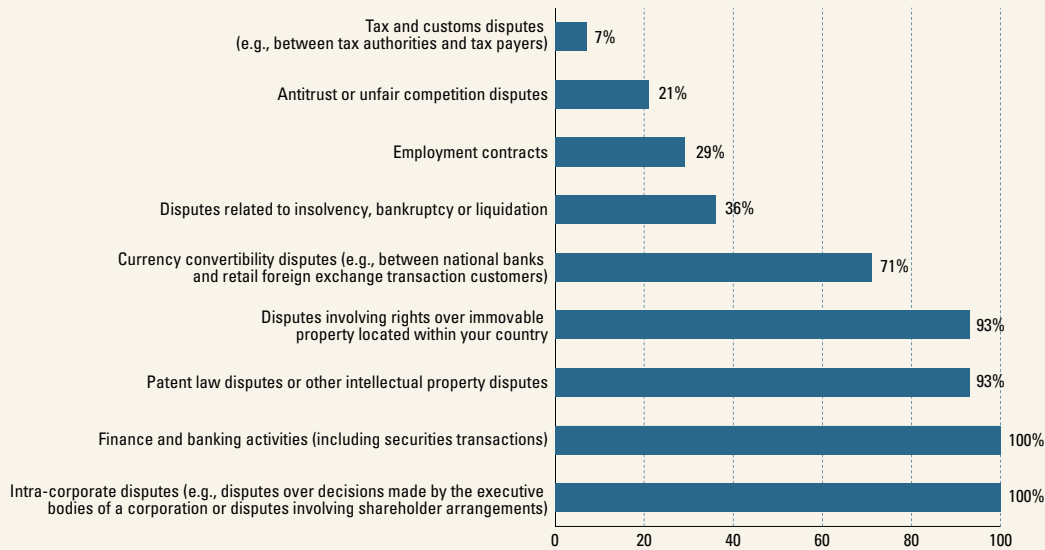 Tax and customs disputes
(e.g., between tax authorities and tax payers)
7%
Antitrust or unfair competition disputes
21%
Employment contracts
29%
Disputes related to insolvency, bankruptcy or liquidation
36%
Currency convertibility disputes (e.g., between national banks
and retail foreign exchange transaction customers)
71%
Disputes involving rights over immovable
property located within your country
93%
Patent law disputes or other intellectual property disputes
93%
Finance and banking activities (including securities transactions)
100%
Intra-corporate disputes (e.g., disputes over decisions made by the executive
bodies of a corporation or disputes involving shareholder arrangements)
100%
0 20 40 60 80 100